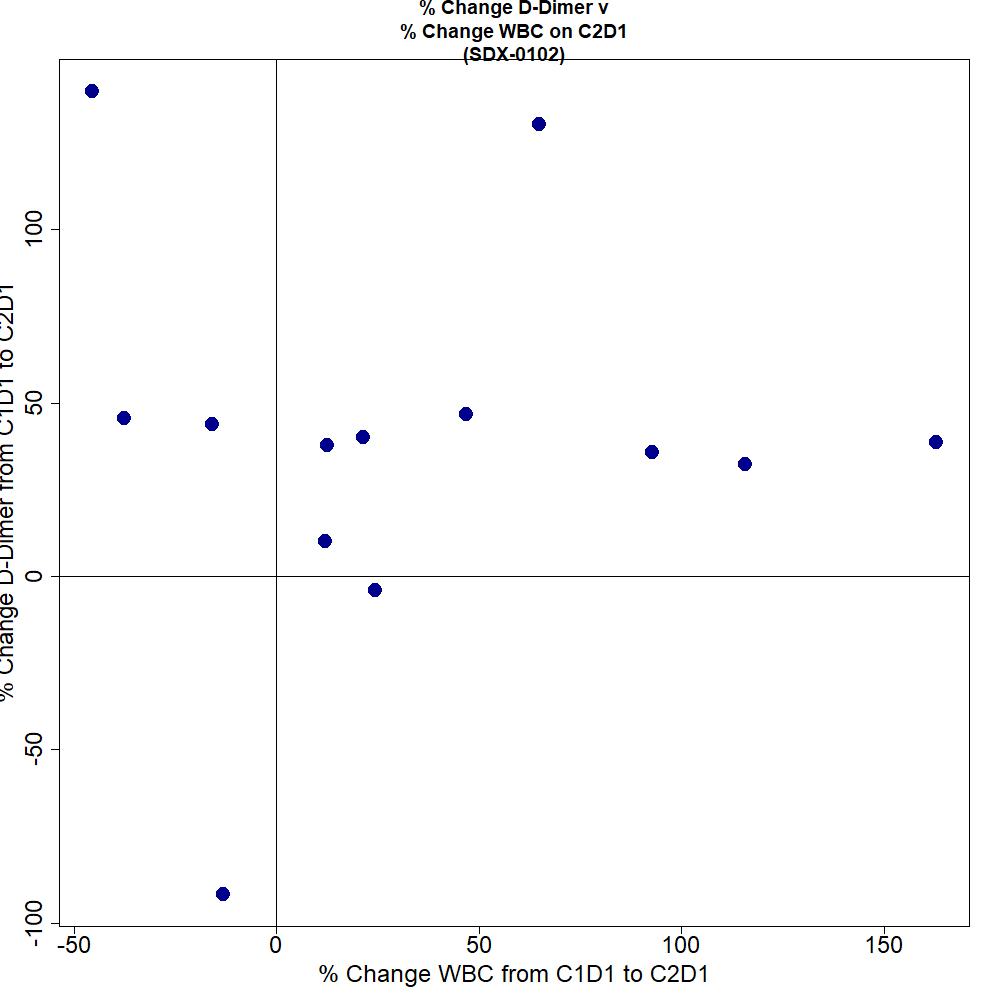 % Change D-Dimer v
% Change WBC on C2D1
(SDX-0102)
% Change D-Dimer from C1D1 to C2D1
100
50
0
-50
-100
-50
0
50
100
150
% Change WBC from C1D1 to C2D1